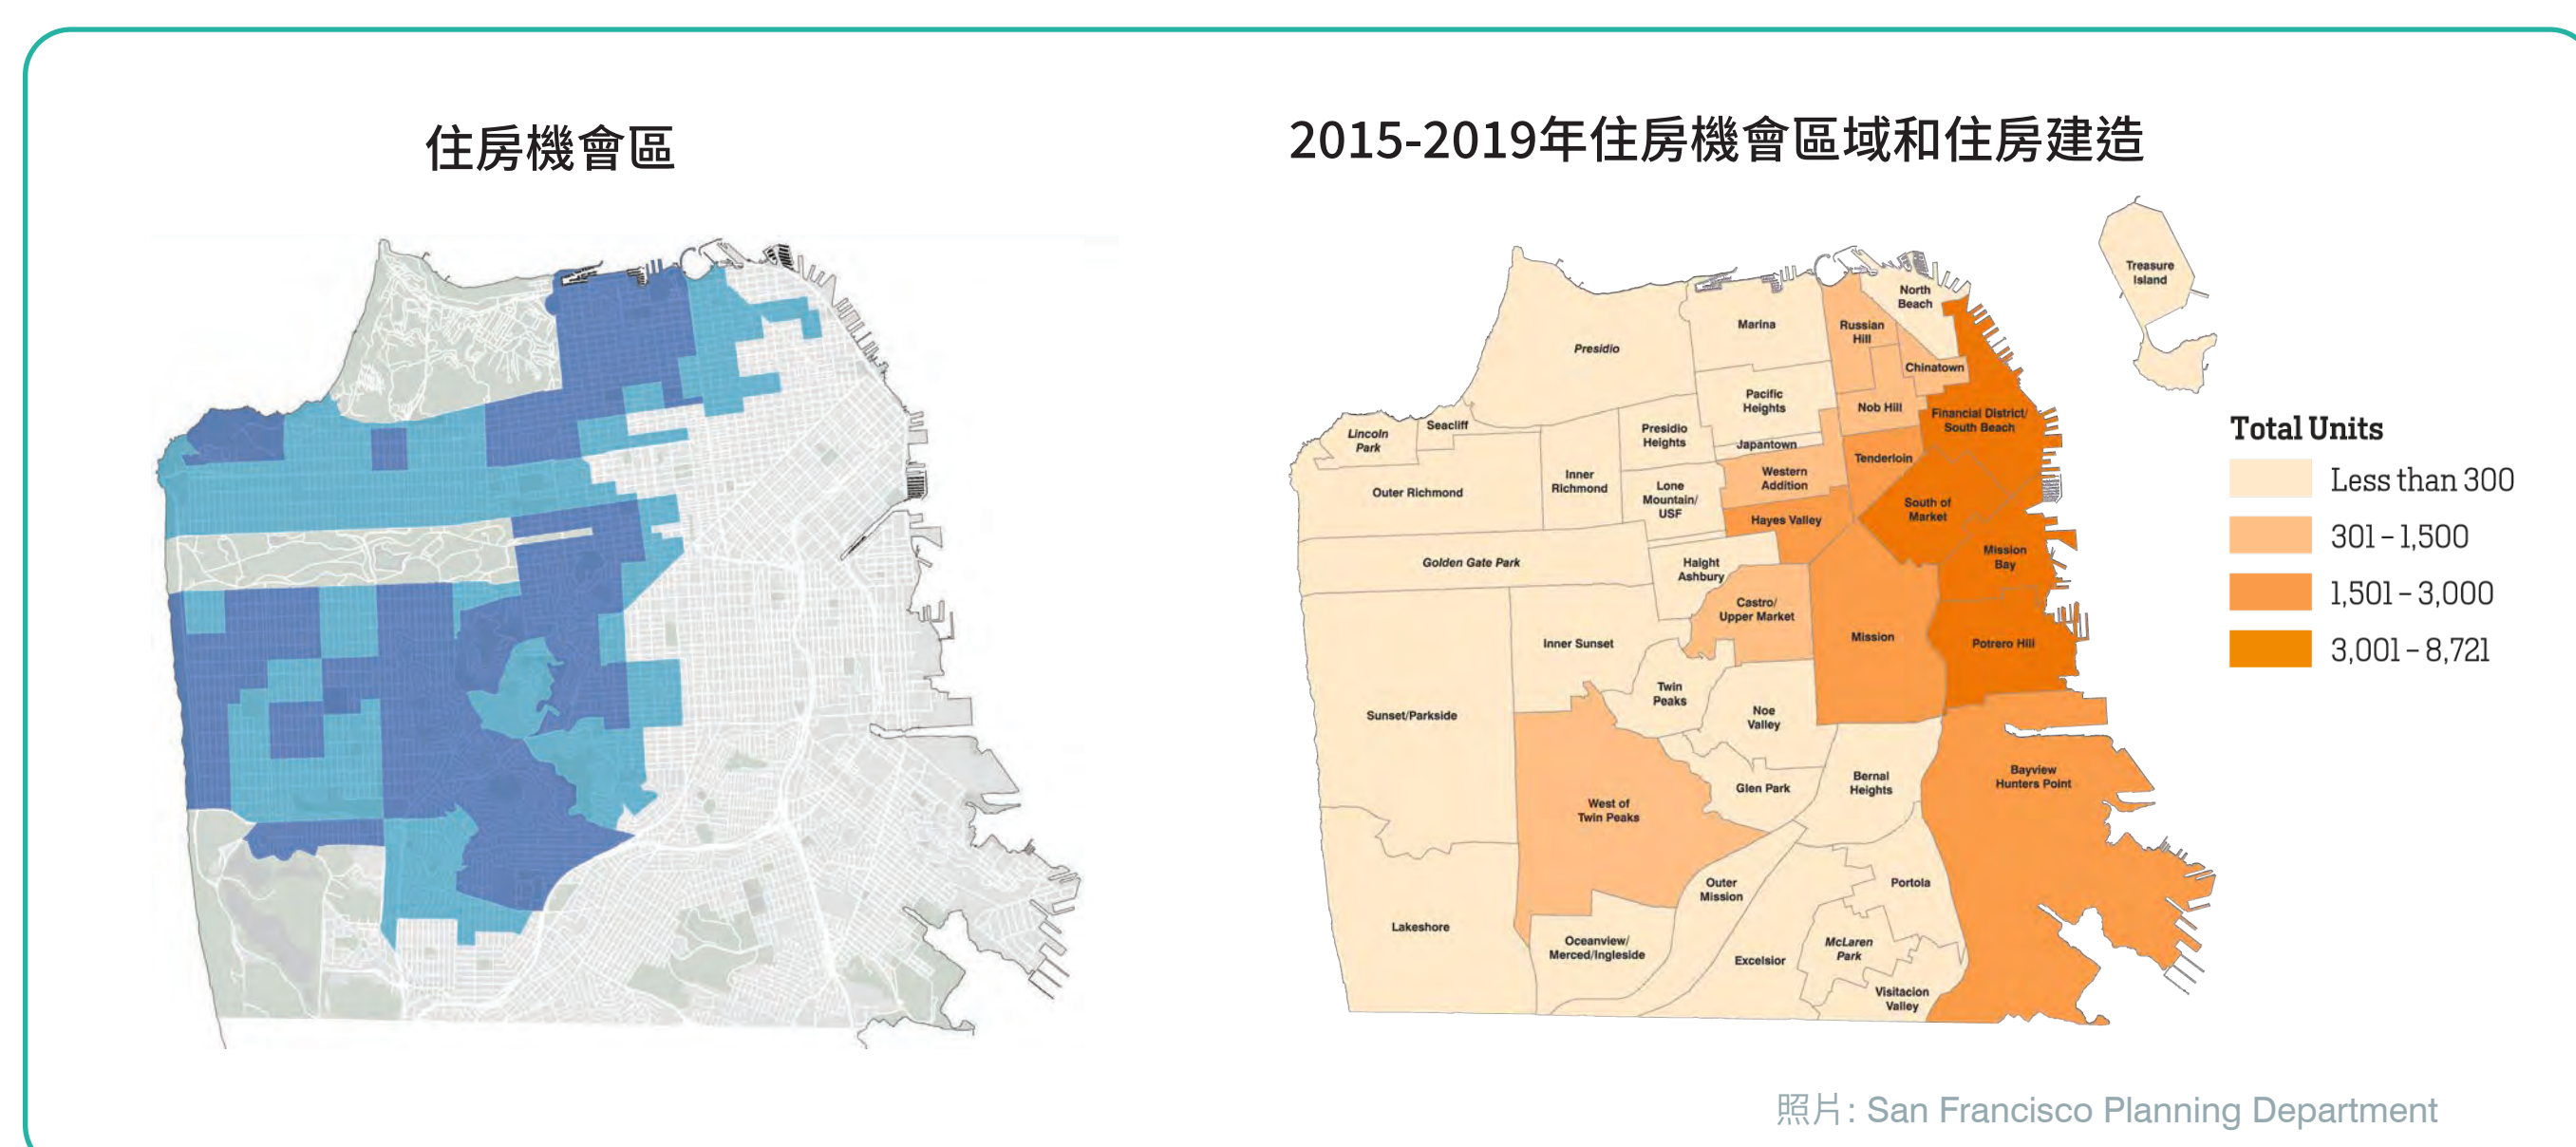 住房機會區
2015-2019年住房機會區域和住房建造
Treasure
Island
North
Beach
Marina
Russian
Hill
Presidio
Chinatown
Pacific
Heights
Nob Hill
Financial District/
South Beach
Seacliff
Lincoln
Park
Presidio
Heights
Japantown
Tenderloin
Western
Addition
Inner
Richmond
Outer Richmond
Lone
Mountain/
USF
South of
Market
Hayes Valley
Mission
Bay
Golden Gate Park
Haight
Ashbury
Castro/
Upper Market
Mission
Potrero Hill
Inner Sunset
Twin
Peaks
Noe
Valley
Sunset/Parkside
Bernal
Heights
Bayview
Hunters Point
Glen Park
West of
Twin Peaks
Outer
Mission
Portola
Lakeshore
Oceanview/
Merced/Ingleside
McLaren
Park
Excelsior
Visitacion
Valley
Total Units
Less than 300
301 – 1,500
1,501 – 3,000
3,001 – 8,721
照片: San Francisco Planning Department